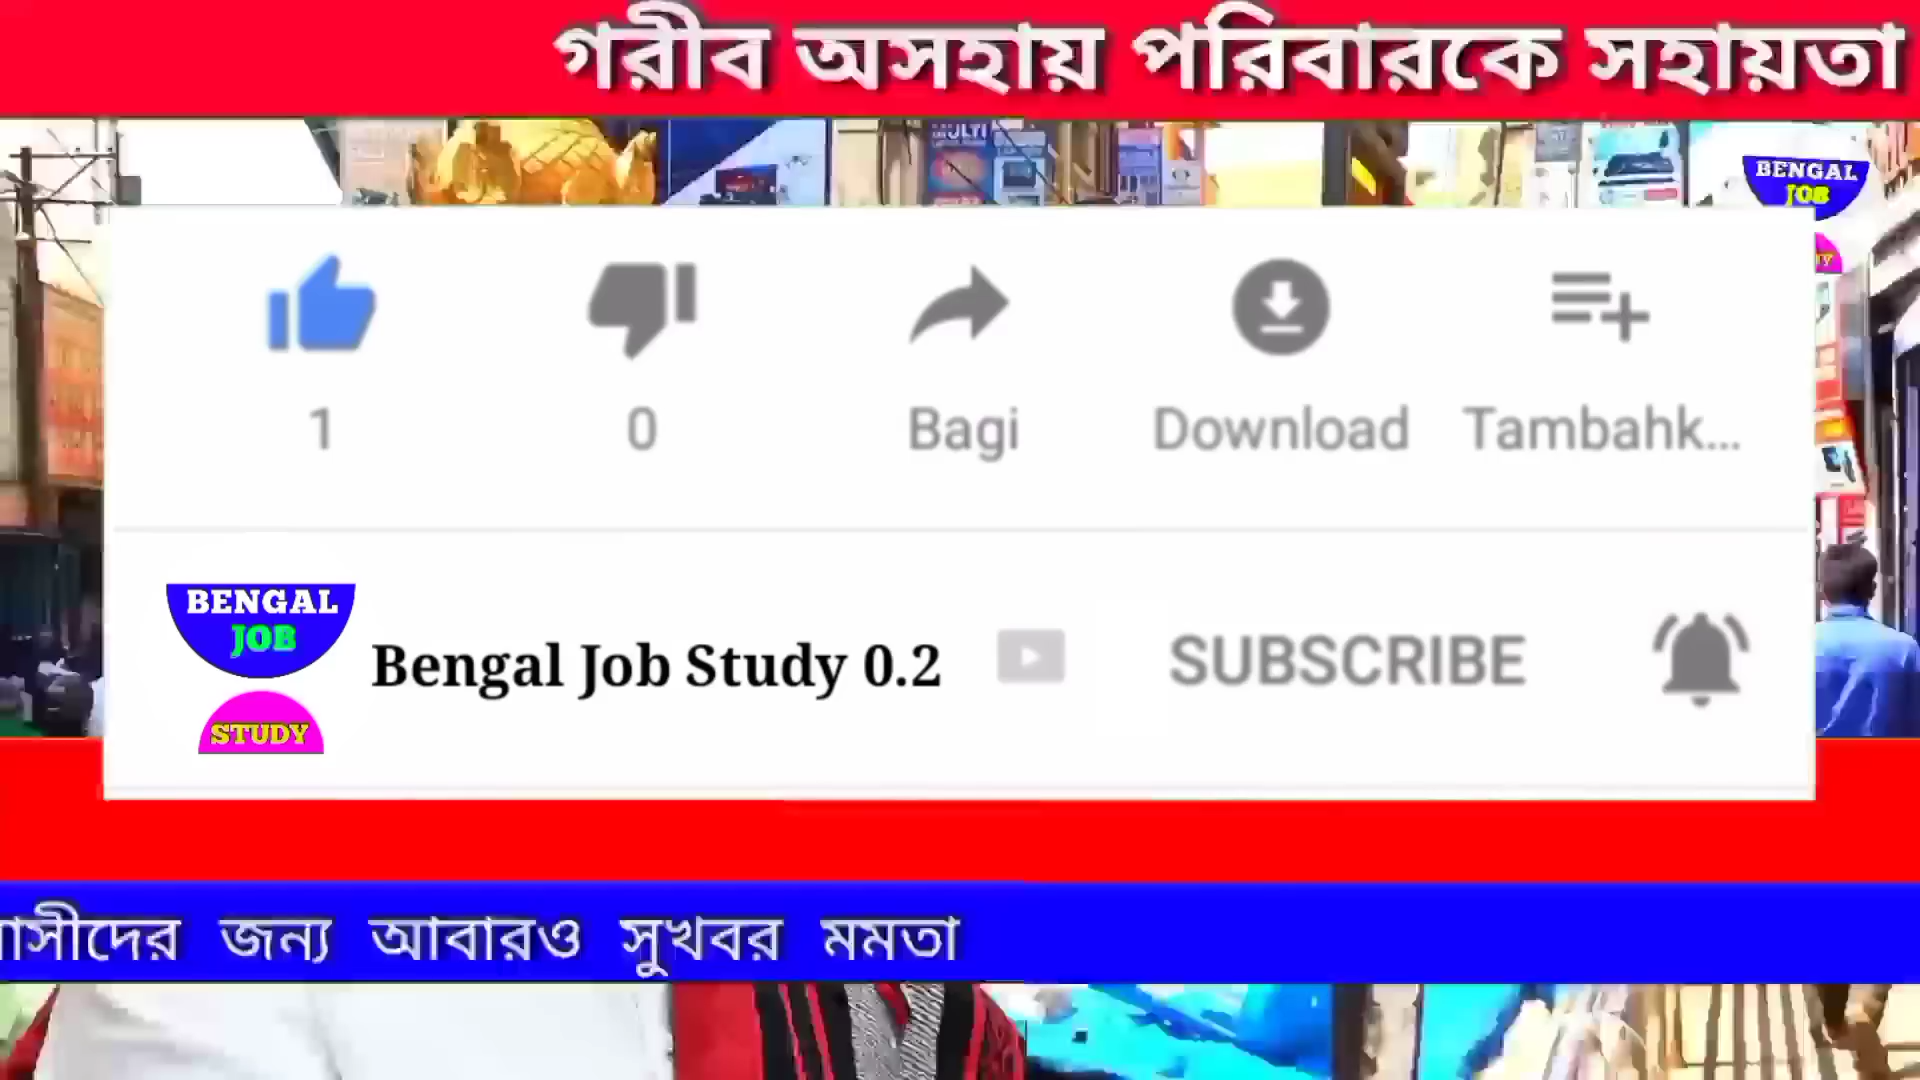 গরীব অসহায় পরিবারকে সহায়তা
MULTI
BENGAL
JOB
1
0
Bagi
Download
Tambahk...
BENGAL
JOB
STUDY
Bengal Job Study 0.2
SUBSCRIBE
জন্য আবারও সুখবর মমতা